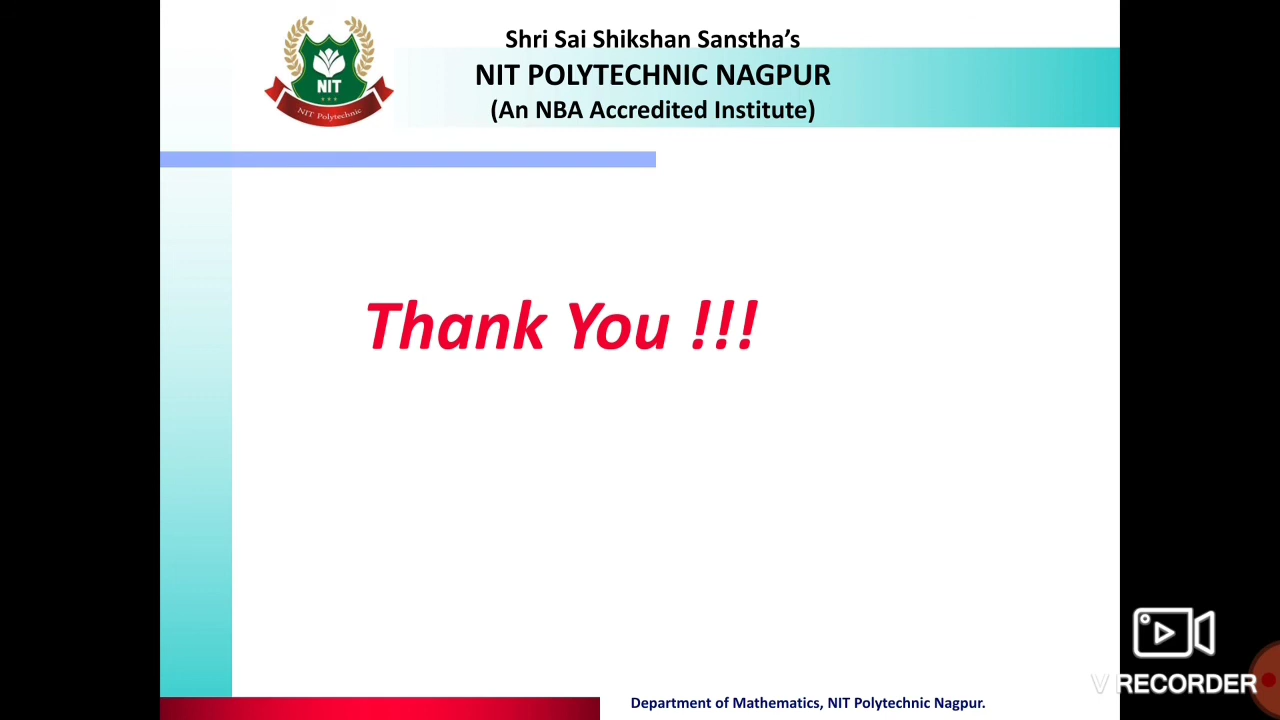 Shri Sai Shikshan Sanstha's
NIT POLYTECHNIC NAGPUR
(An NBA Accredited Institute)
NIT
NIT Polytechnic
Thank You !!!
V RECORDER
Department of Mathematics, NIT Polytechnic Nagpur.